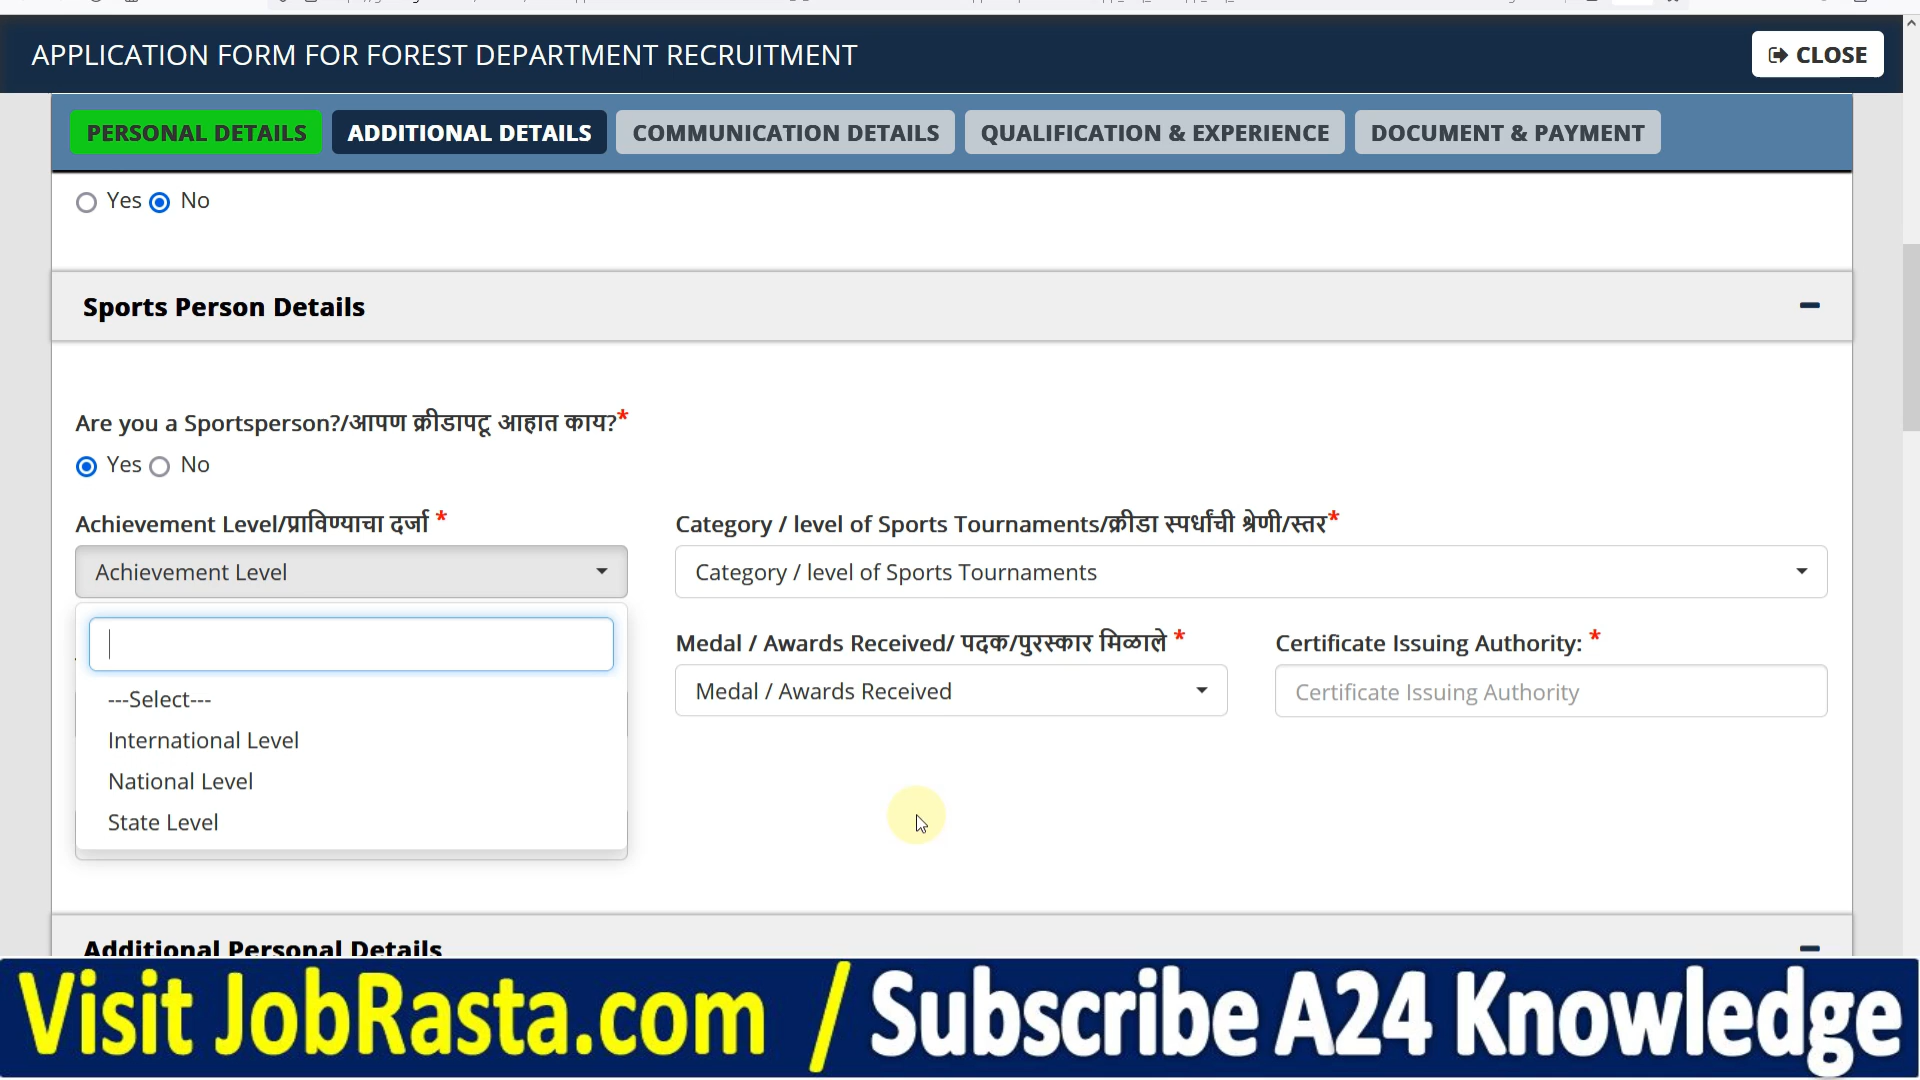 APPLICATION FORM FOR FOREST DEPARTMENT RECRUITMENT
CLOSE
PERSONAL DETAILS
ADDITIONAL DETAILS
COMMUNICATION DETAILS
QUALIFICATION & EXPERIENCE
DOCUMENT & PAYMENT
Yes No
Sports Person Details
Are you a Sportsperson?/आपण क्रीडापटू आहात काय?*
Yes No
Achievement Level/प्राविण्याचा दर्जा *
Category / level of Sports Tournaments/क्रीडा स्पर्धांची श्रेणी/स्तर*
Achievement Level
Category / level of Sports Tournaments
---Select---
International Level
National Level
State Level
Medal / Awards Received/ पदक/पुरस्कार मिळाले *
Certificate Issuing Authority: *
Medal / Awards Received
Certificate Issuing Authority
Additional Personal Details
Visit JobRasta.com / Subscribe A24 Knowledge